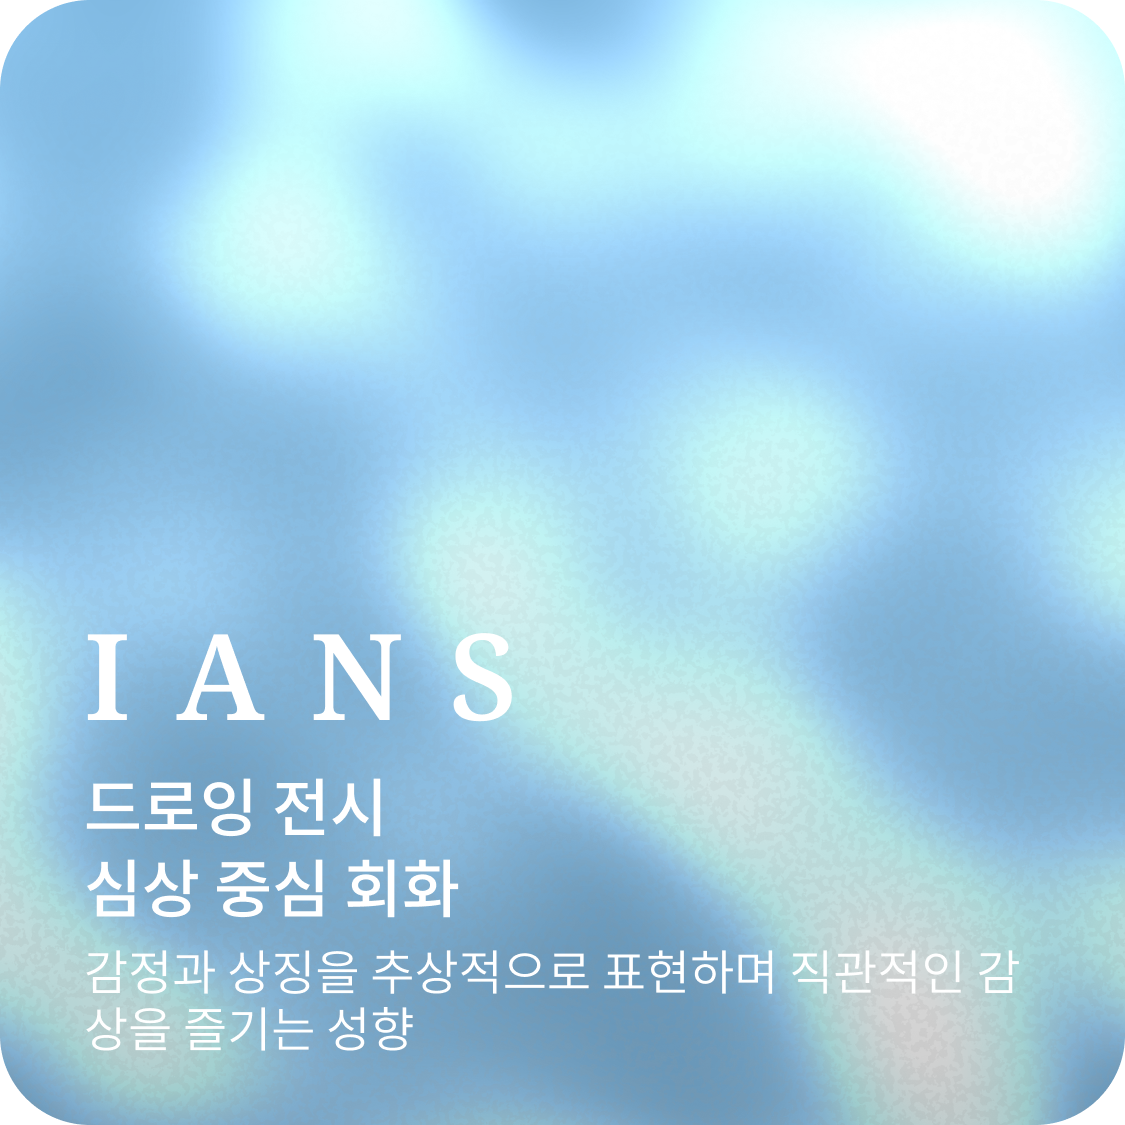 IANS
드로잉 전시
심상 중심 회화
감정과 상징을 추상적으로 표현하며 직관적인 감
상을 즐기는 성향